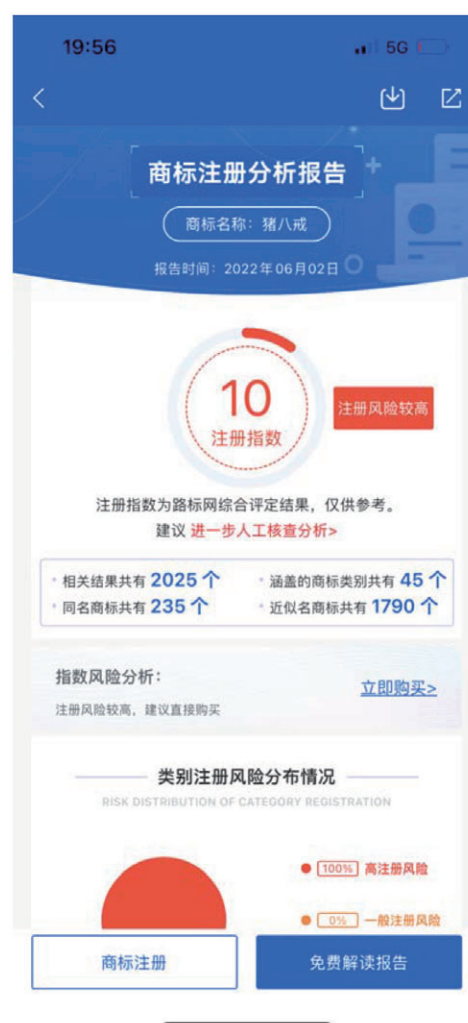 19:56
5G
商标注册分析报告
商标名称：猪八戒
报告时间：2022年06月02日
10
注册指数
注册风险较高
注册指数为路标网综合评定结果，仅供参考。
建议 进一步人工核查分析>
相关结果共有 2025 个
涵盖的商标类别共有 45 个
同名商标共有 235 个
近似名商标共有 1790 个
指数风险分析：
立即购买>
注册风险较高，建议直接购买
类别注册风险分布情况
RISK DISTRIBUTION OF CATEGORY REGISTRATION
100% 高注册风险
0% 一般注册风险
商标注册
免费解读报告